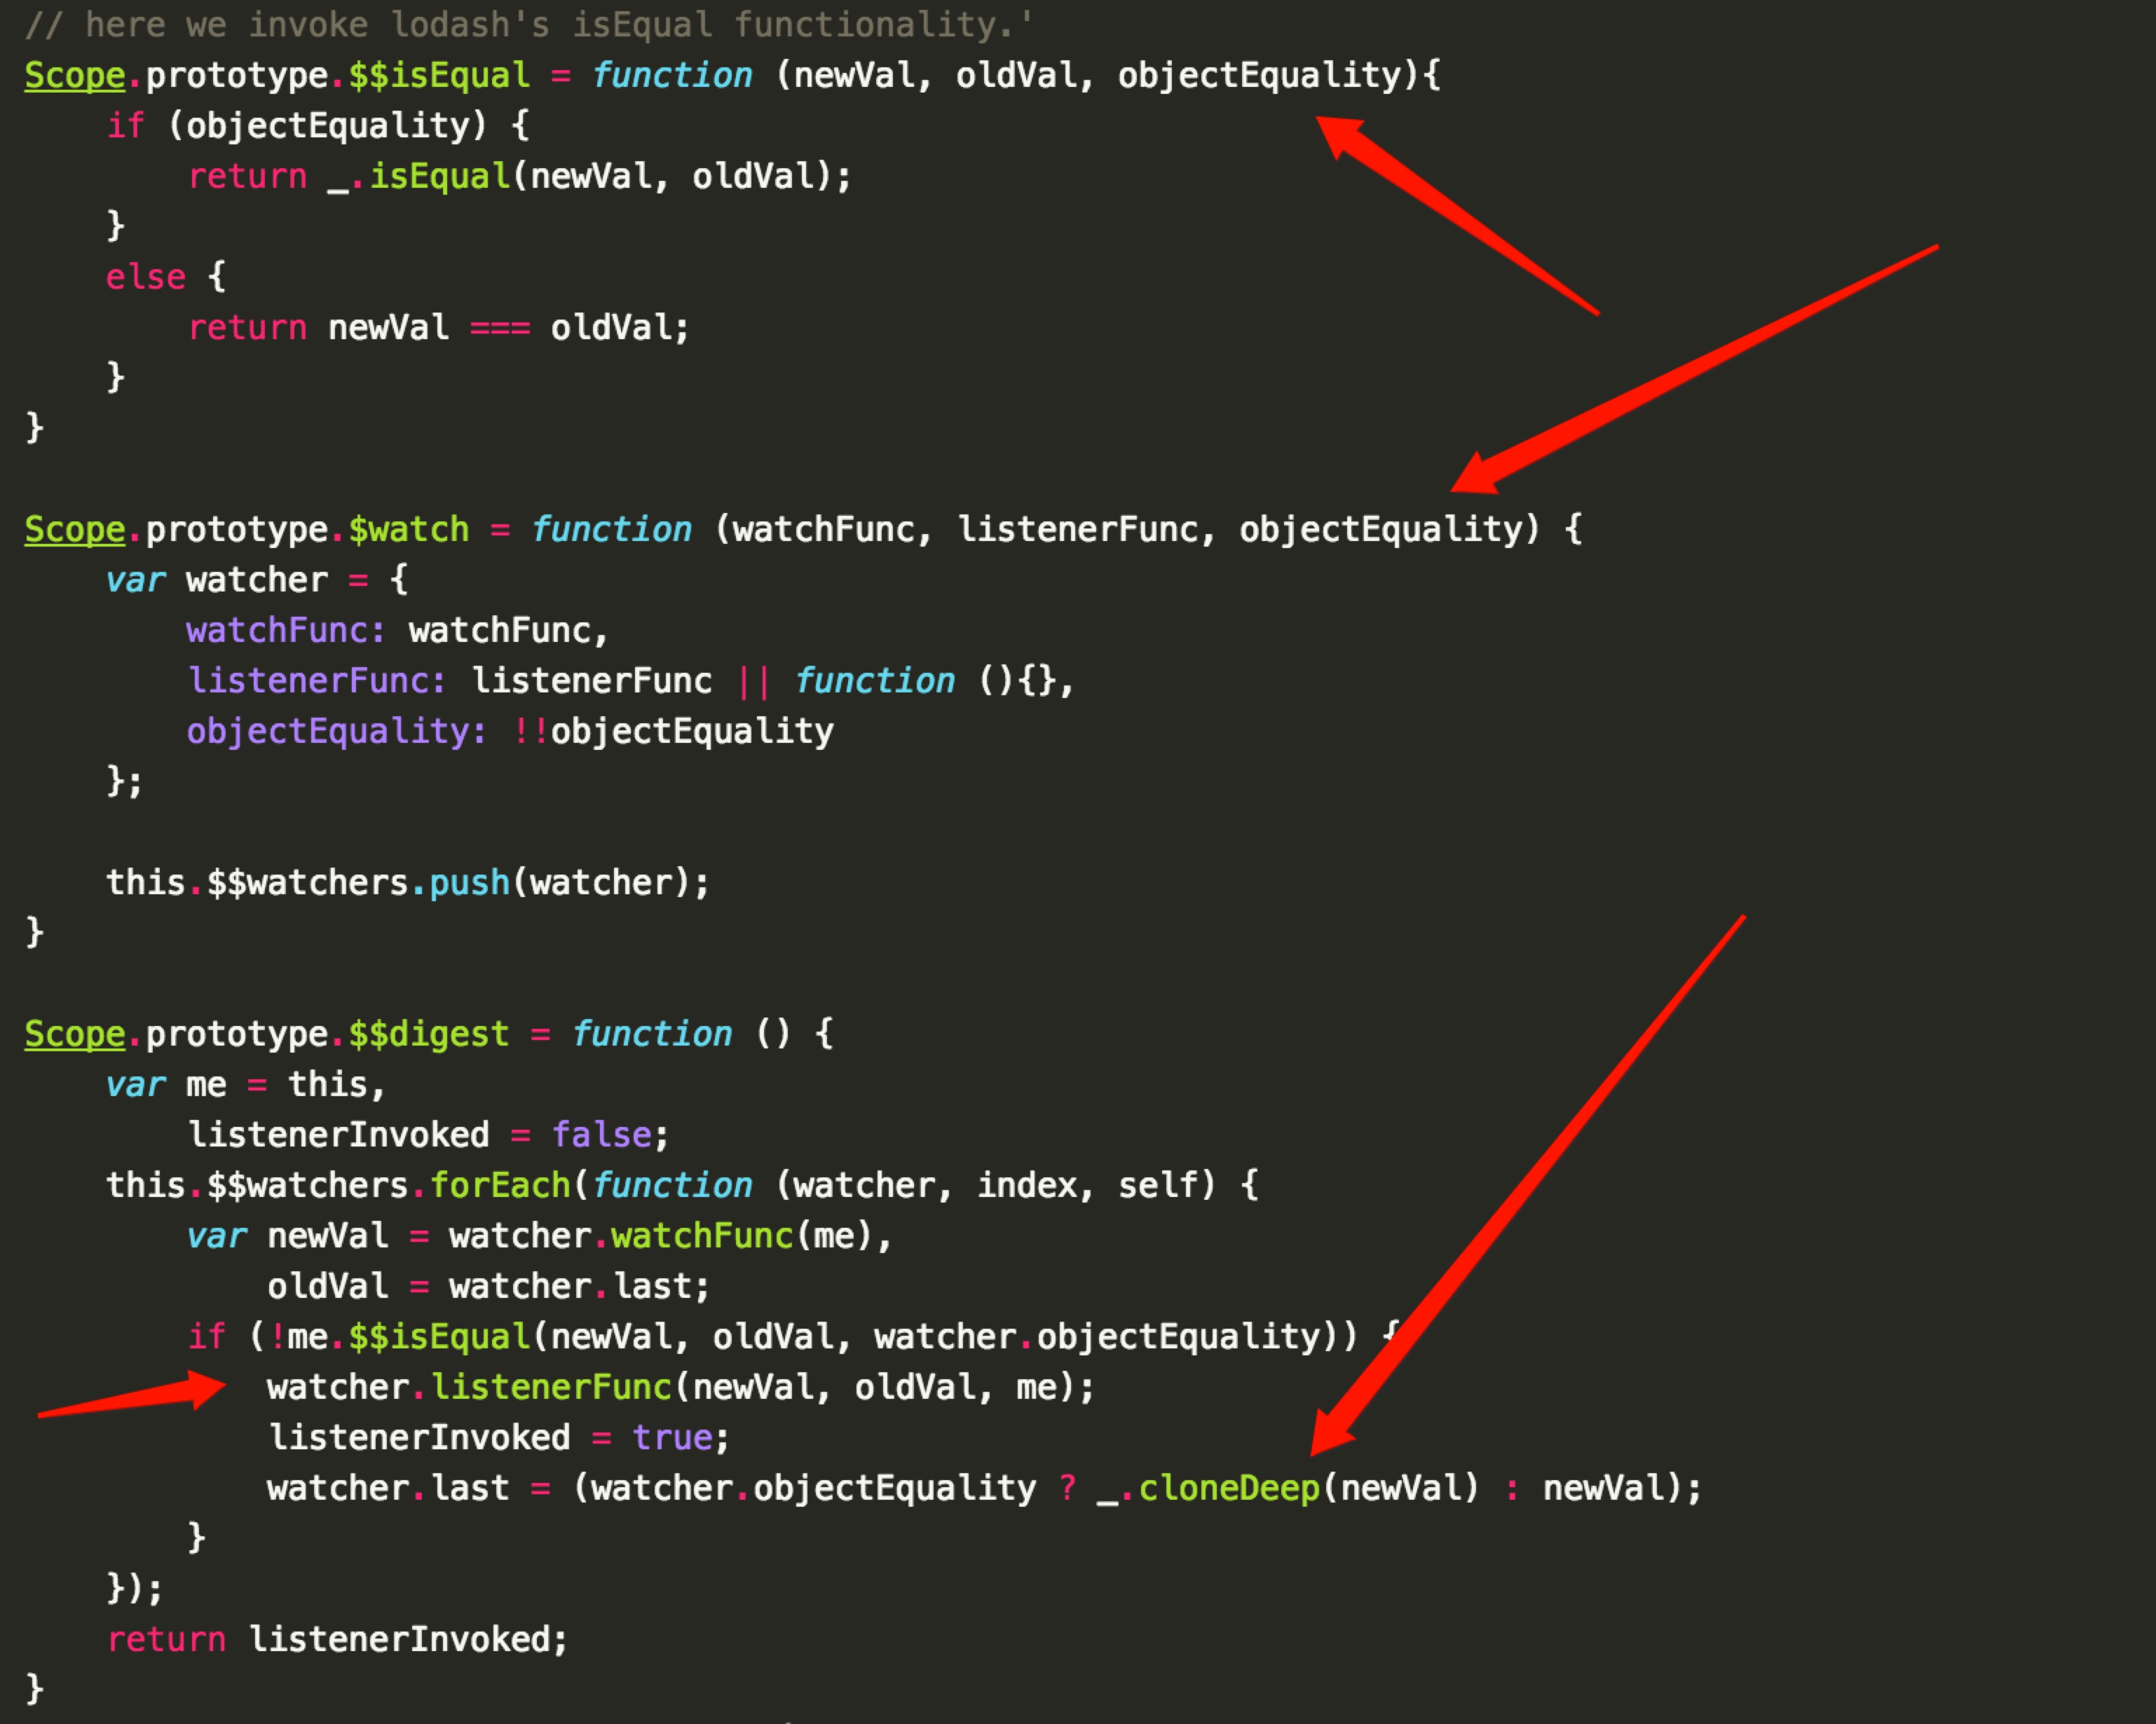 // here we invoke lodash's isEqual functionality.'
Scope.prototype.$$isEqual = function (newVal, oldVal, objectEquality){
    if (objectEquality) {
        return _.isEqual(newVal, oldVal);
    }
    else {
        return newVal === oldVal;
    }
}

Scope.prototype.$watch = function (watchFunc, listenerFunc, objectEquality) {
    var watcher = {
        watchFunc: watchFunc,
        listenerFunc: listenerFunc || function (){},
        objectEquality: !!objectEquality
    };

    this.$$watchers.push(watcher);
}

Scope.prototype.$$digest = function () {
    var me = this,
        listenerInvoked = false;
    this.$$watchers.forEach(function (watcher, index, self) {
        var newVal = watcher.watchFunc(me),
            oldVal = watcher.last;
        if (!me.$$isEqual(newVal, oldVal, watcher.objectEquality)) {
            watcher.listenerFunc(newVal, oldVal, me);
            listenerInvoked = true;
            watcher.last = (watcher.objectEquality ? _.cloneDeep(newVal) : newVal);
        }
    });
    return listenerInvoked;
}